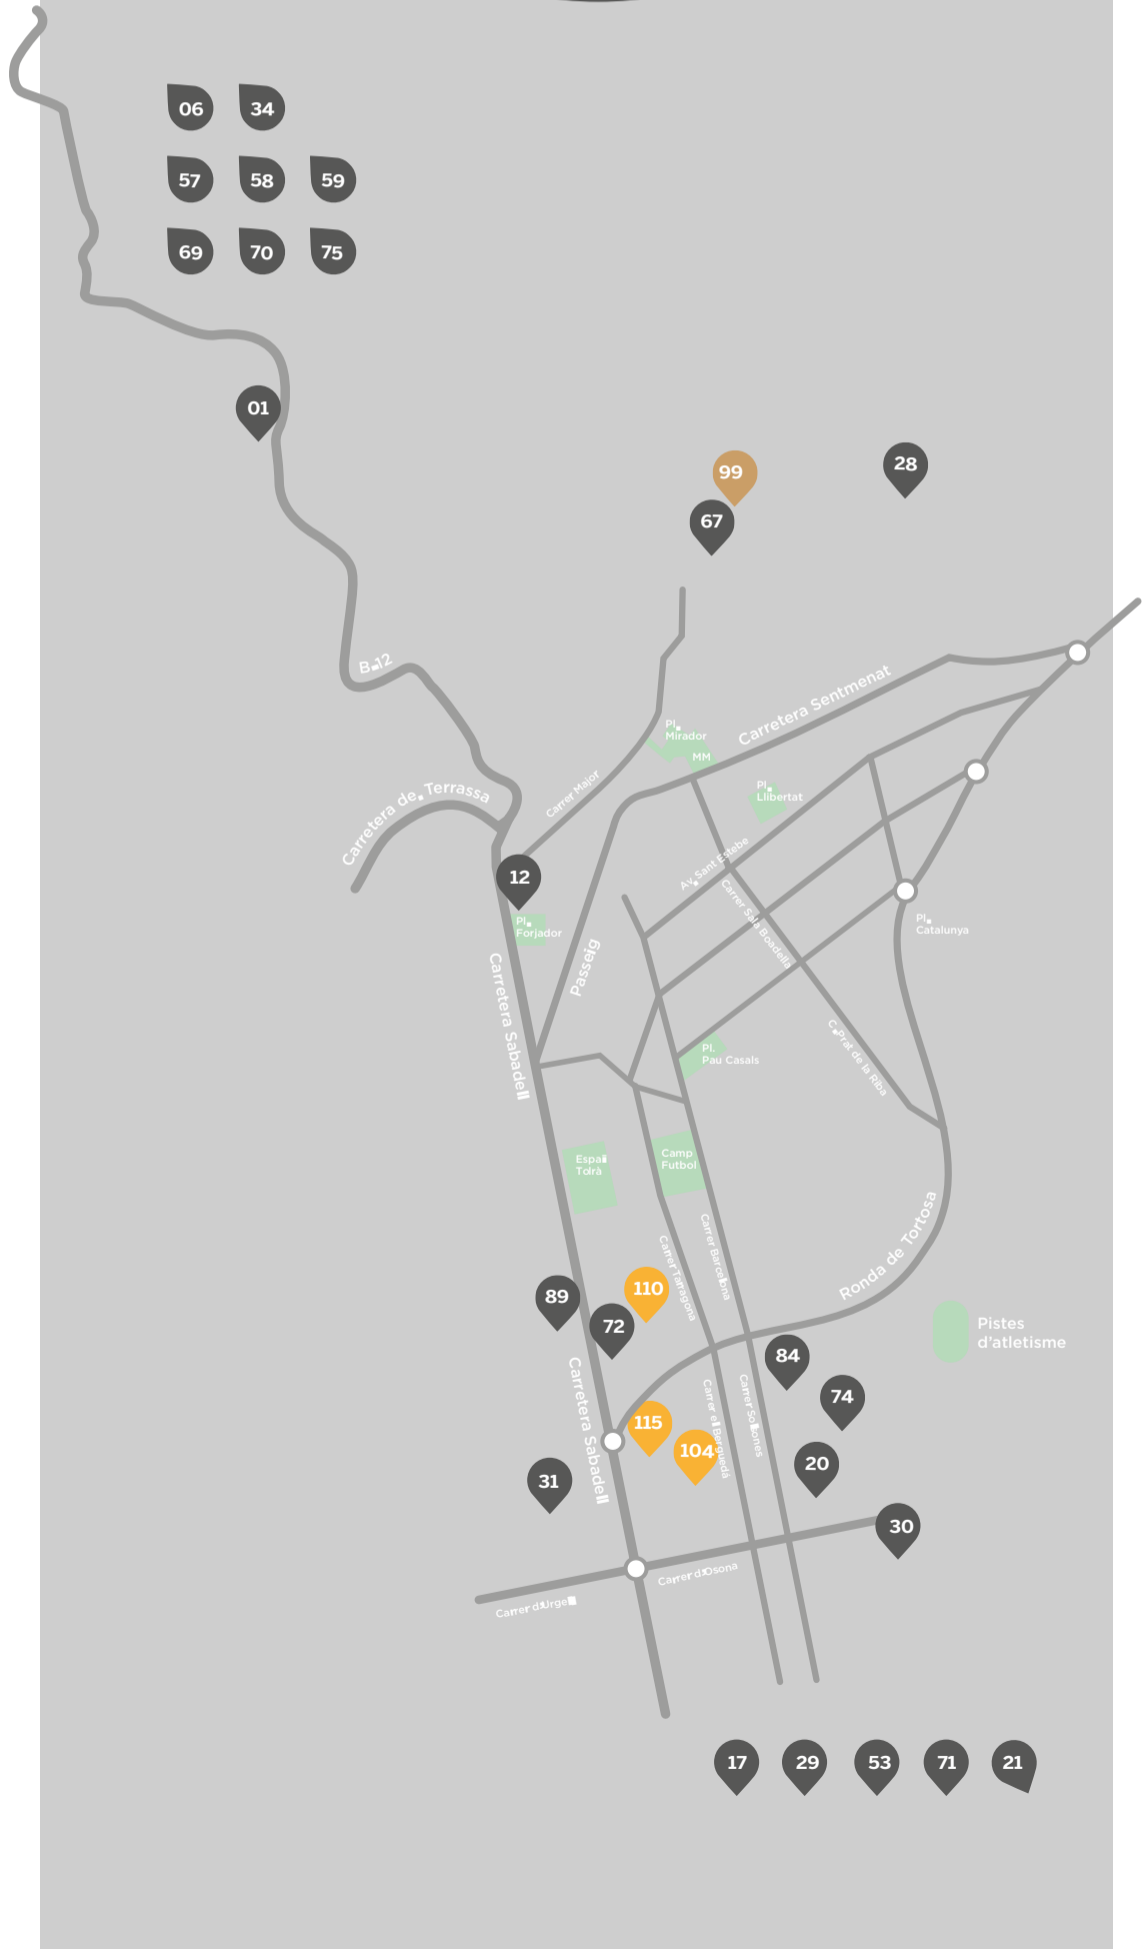 06 34
57 58 59
69 70 75
01
99
28
67
B-12
Carretera Sentmenat
Pl.
Mirador
MM
Pl.
Llibertat
Carrer Major
Carretera de Terrassa
Av. Sant Estebe
Carrer Sala Boadella
12
Pl.
Forjador
Pl.
Catalunya
Passeig
Carretera Sabadell
Pl.
Pau Casals
C. Prat de la Riba
Espai
Tolrà
Camp
Futbol
Carrer Tarragona
Carrer Barcelona
Ronda de Tortosa
89
110
72
Pistes
d'atletisme
84
74
Carretera Sabadell
115
104
Carrer el Berguedà
Carrer Solsones
20
31
30
Carrer d'Osona
Carrer d'Urgell
17 29 53 71 21